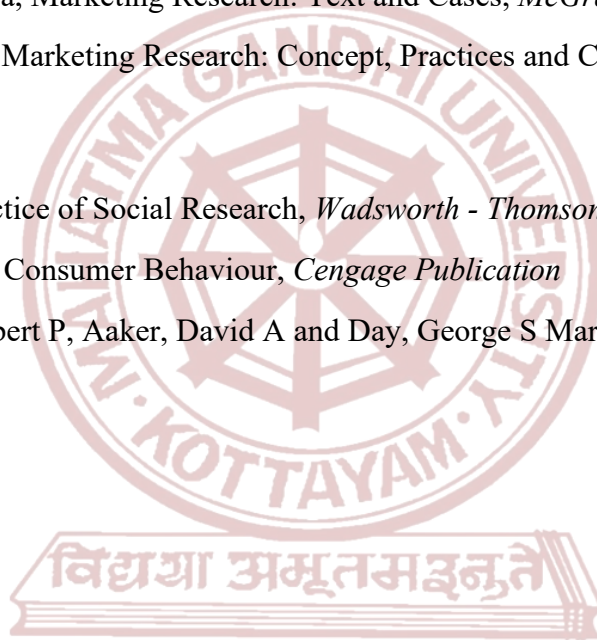 a, Marketing Research: Text and Cases,
Marketing Research: Concept, Practices and C
MAHATMA GANDHI UNIVERSITY
ctice of Social Research, Wadsworth - Thomson
Consumer Behaviour, Cengage Publication
bert P, Aaker, David A and Day, George S Mar
KOTTAYAM
विद्यया अमृतमश्नुते